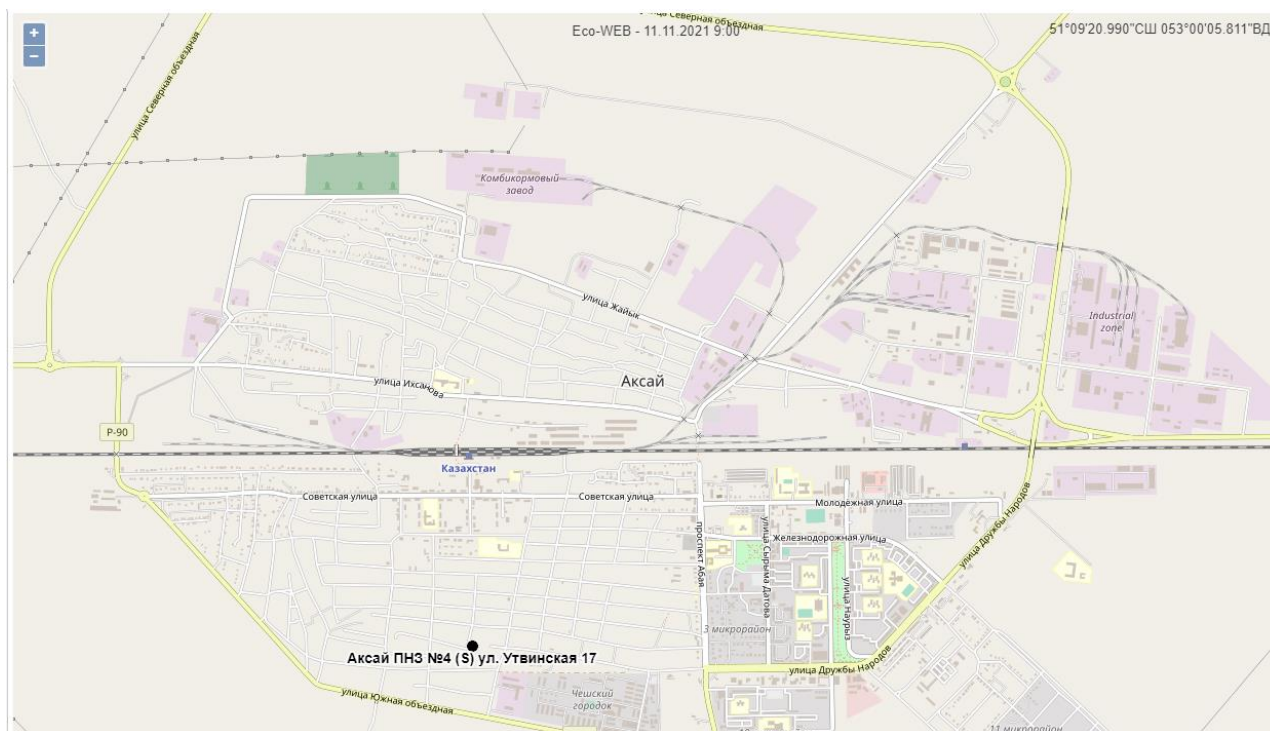 улица Северная объездная
Eco-WEB - 11.11.2021 9:00
51°09'20.990"СШ 053°00'05.811"ВД
+
−
улица Северная объездная
Комбикормовый
завод
улица Жайык
Industrial
zone
Аксай
улица Ихсанова
Р-90
Казахстан
Советская улица
Советская улица
Молодёжная улица
проспект Абая
улица Сырыма Датова
Железнодорожная улица
улица Дружбы Народов
улица Наурыз
3 микрорайон
Аксай ПНЗ №4 (S) ул. Утвинская 17
улица Дружбы Народов
улица Южная объездная
Чешский
городок
11 микрорайон